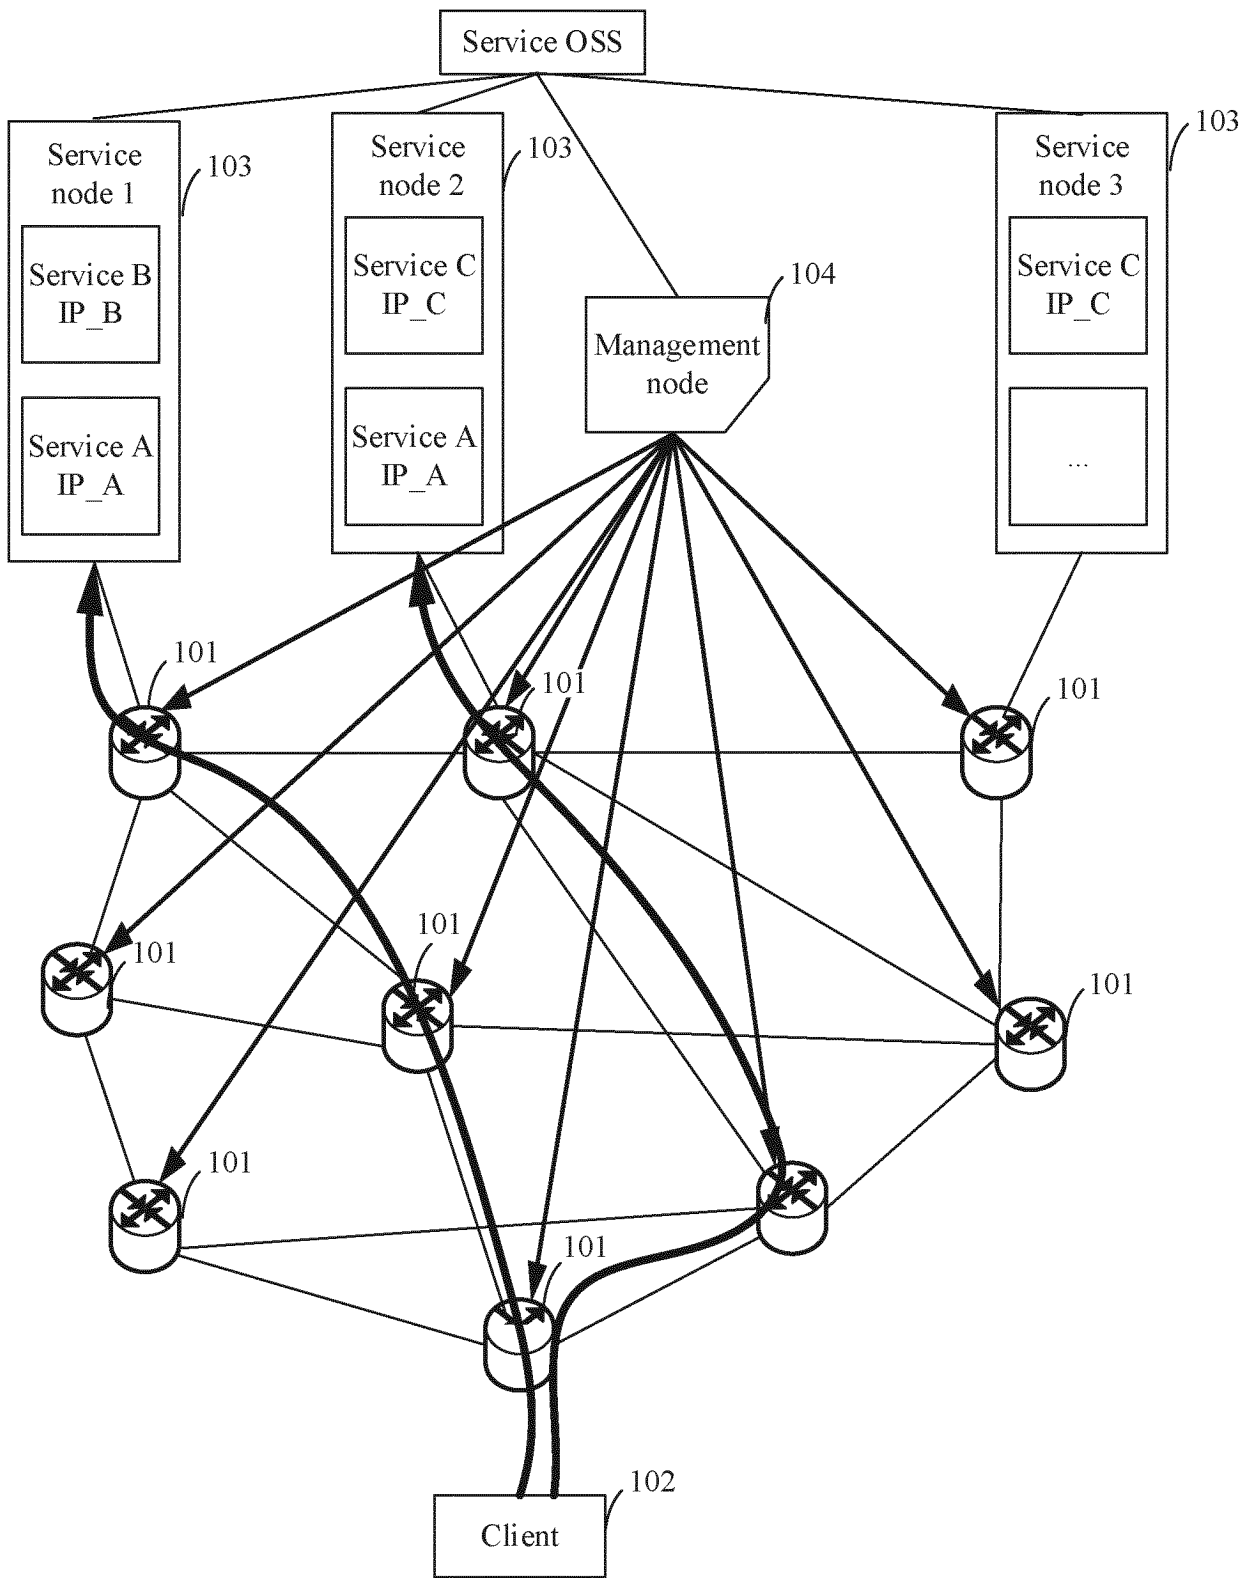 Service OSS
Service
node 1
103
Service B
IP_B
Service A
IP_A
Service
node 2
103
Service C
IP_C
Service A
IP_A
104
Management
node
Service
node 3
103
Service C
IP_C
...
101
101
101
101
101
101
101
101
102
Client